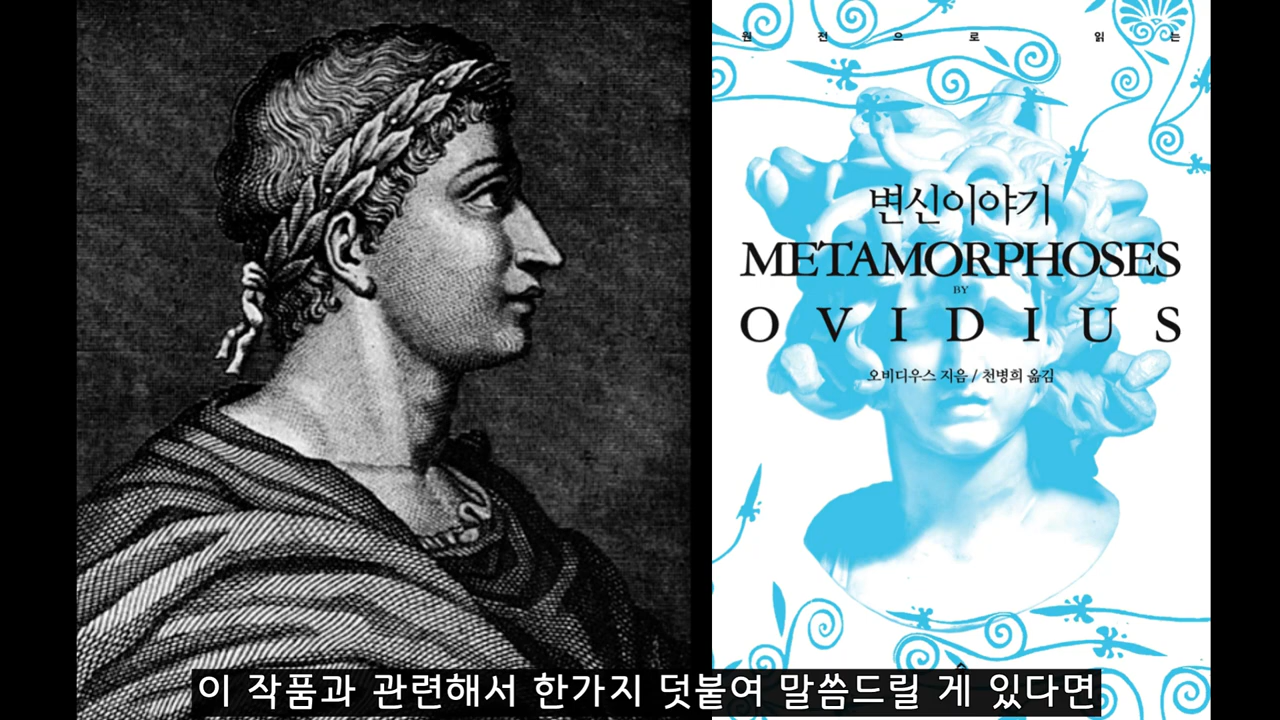 원전으로 읽는
변신이야기
METAMORPHOSES
BY
OVIDIUS
오비디우스 지음 / 천병희 옮김
이 작품과 관련해서 한가지 덧붙여 말씀드릴 게 있다면